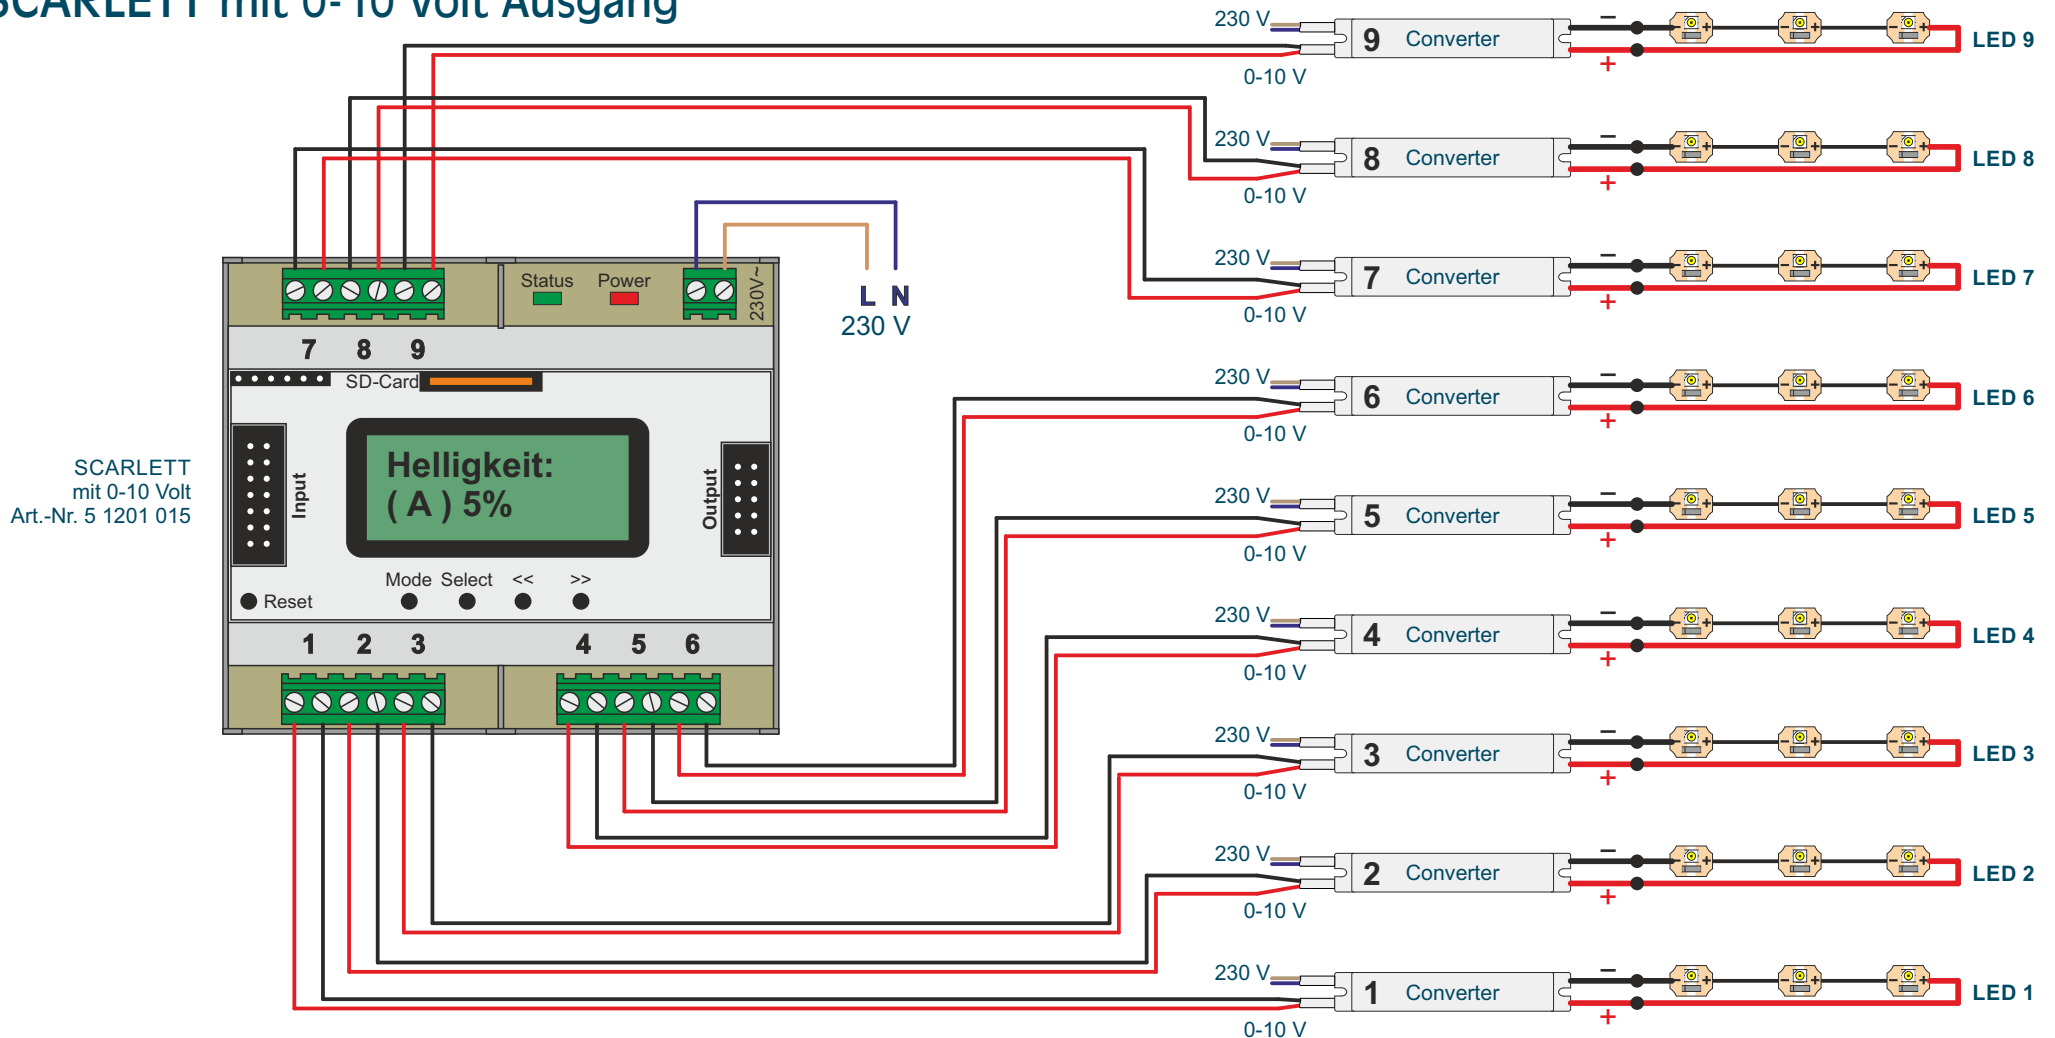 SCARLETT mit 0-10 Volt Ausgang
230 V
0-10 V
9 Converter
− +
LED 9
230 V
0-10 V
8 Converter
− +
LED 8
230 V
0-10 V
7 Converter
− +
LED 7
230 V
0-10 V
6 Converter
− +
LED 6
230 V
0-10 V
5 Converter
− +
LED 5
230 V
0-10 V
4 Converter
− +
LED 4
230 V
0-10 V
3 Converter
− +
LED 3
230 V
0-10 V
2 Converter
− +
LED 2
230 V
0-10 V
1 Converter
− +
LED 1
Status Power
230V~
L N
230 V
7 8 9
SD-Card
SCARLETT
mit 0-10 Volt
Art.-Nr. 5 1201 015
Input
Helligkeit:
( A ) 5%
Output
Mode Select << >>
Reset
1 2 3 4 5 6